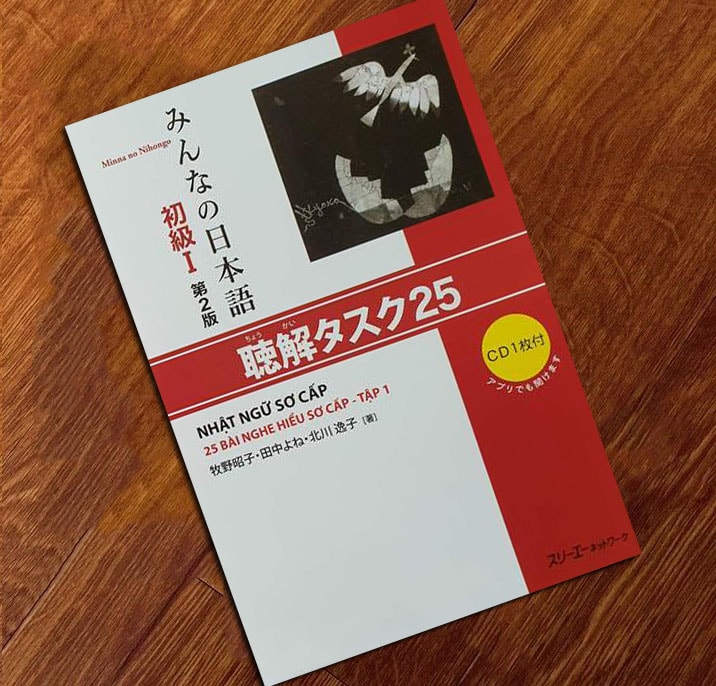 みんなの日本語
Minna no Nihongo
初級I
第2版
ちょう かい
聴解タスク25
CD1枚付
アプリでも聞けます
NHẬT NGỮ SƠ CẤP
25 BÀI NGHE HIỂU SƠ CẤP - TẬP 1
牧野昭子・田中よね・北川逸子 [著]
スリーエーネットワーク